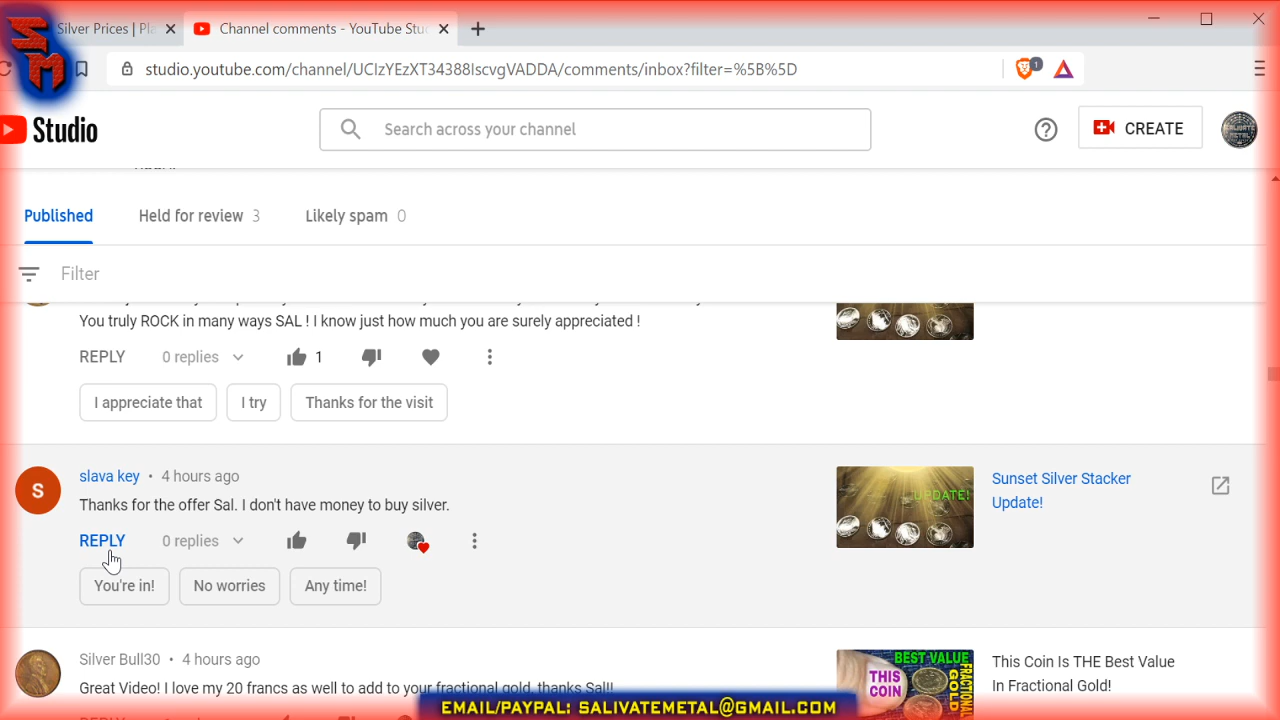 SM
Silver Prices | Pla
Channel comments - YouTube Stu
studio.youtube.com/channel/UCIzYEzXT34388IscvgVADDA/comments/inbox?filter=%5B%5D
1
Studio
Search across your channel
CREATE
Published
Held for review 3
Likely spam 0
Filter
You truly ROCK in many ways SAL ! I know just how much you are surely appreciated !
REPLY
0 replies
1
I appreciate that
I try
Thanks for the visit
S
slava key • 4 hours ago
Thanks for the offer Sal. I don't have money to buy silver.
REPLY
0 replies
You're in!
No worries
Any time!
UPDATE!
Sunset Silver Stacker
Update!
Silver Bull30 • 4 hours ago
Great Video! I love my 20 francs as well to add to your fractional gold, thanks Sal!!
BEST VALUE
THIS
COIN
FRACTIONAL
GOLD
This Coin Is THE Best Value
In Fractional Gold!
EMAIL/PAYPAL: SALIVATEMETAL@GMAIL.COM